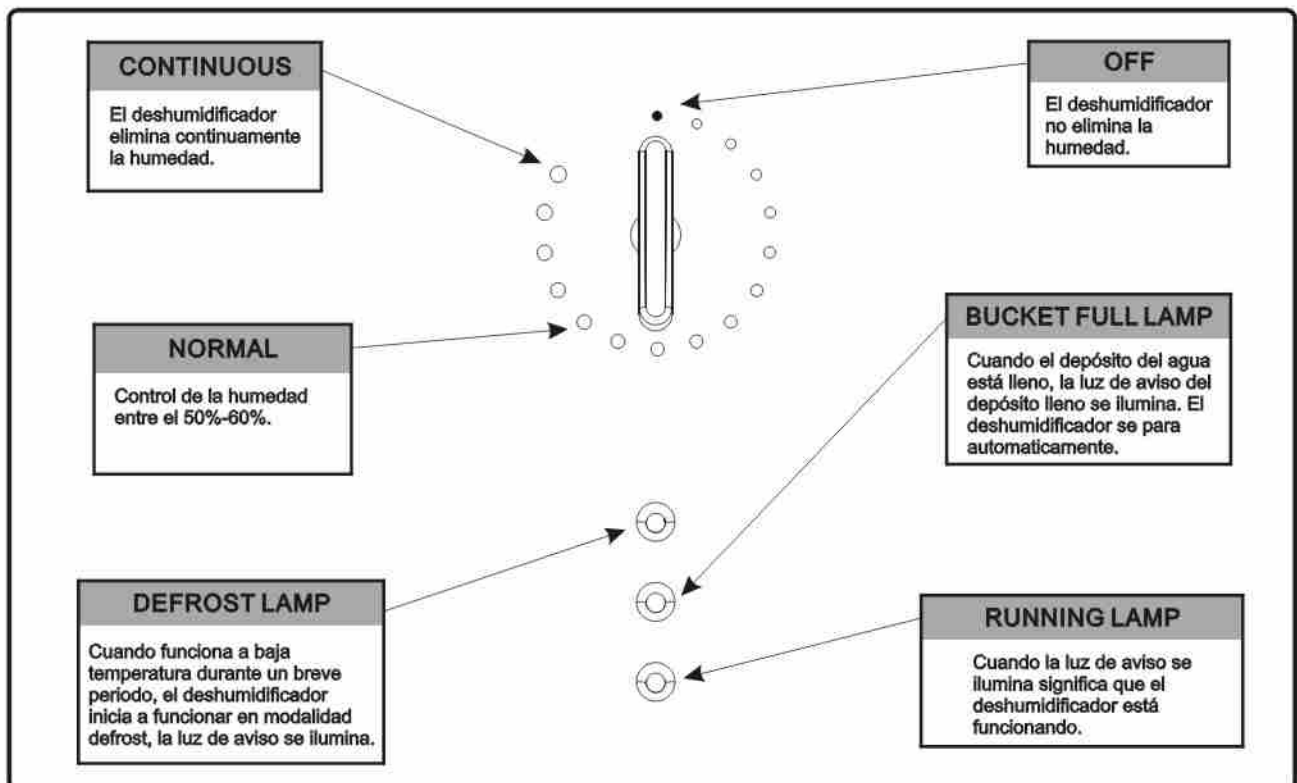 CONTINUOUS
El deshumidificador
elimina continuamente
la humedad.
OFF
El deshumidificador
no elimina la
humedad.
NORMAL
Control de la humedad
entre el 50%-60%.
BUCKET FULL LAMP
Cuando el depósito del agua
está lleno, la luz de aviso del
depósito lleno se ilumina. El
deshumidificador se para
automaticamente.
DEFROST LAMP
Cuando funciona a baja
temperatura durante un breve
periodo, el deshumidificador
inicia a funcionar en modalidad
defrost, la luz de aviso se ilumina.
RUNNING LAMP
Cuando la luz de aviso se
ilumina significa que el
deshumidificador está
funcionando.